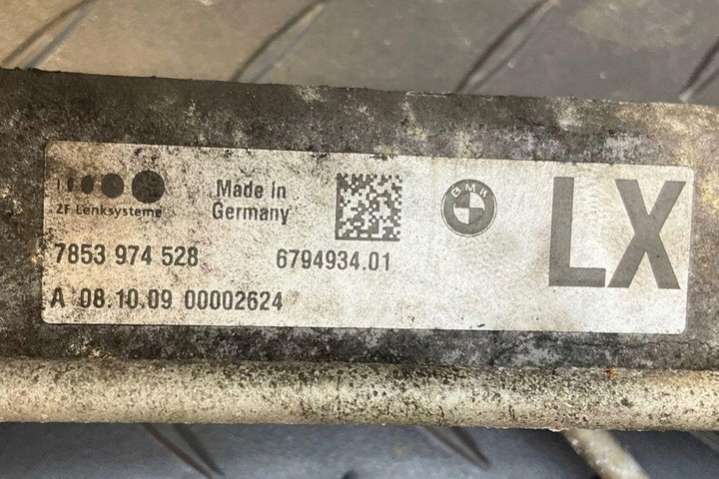 ZF Lenksysteme
Made in
Germany
BMW
LX
7853 974 528
6794934.01
A 08.10.09 00002624